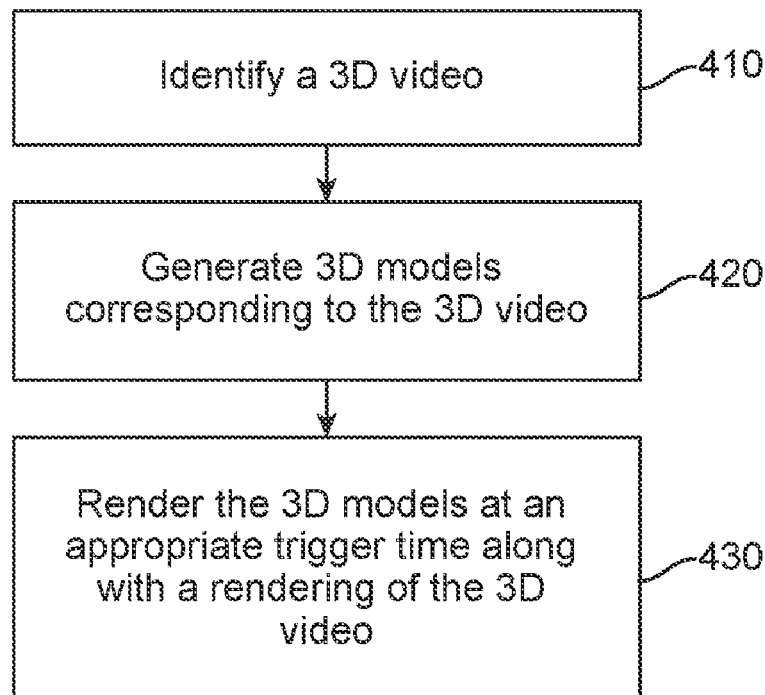 Identify a 3D video
410
Generate 3D models
corresponding to the 3D video
420
Render the 3D models at an
appropriate trigger time along
with a rendering of the 3D
video
430